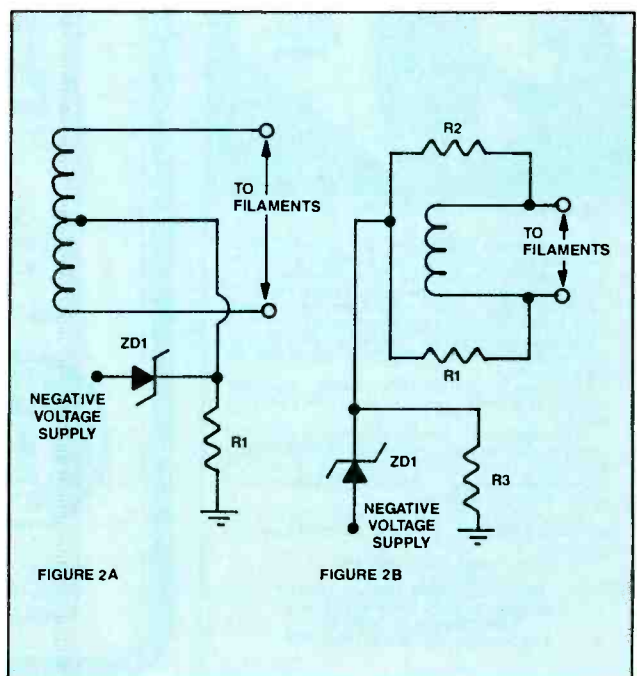 TO
FILAMENTS
ZD1
NEGATIVE
VOLTAGE
SUPPLY
R1
FIGURE 2A
R2
TO
FILAMENTS
R1
ZD1
R3
NEGATIVE
VOLTAGE
SUPPLY
FIGURE 2B